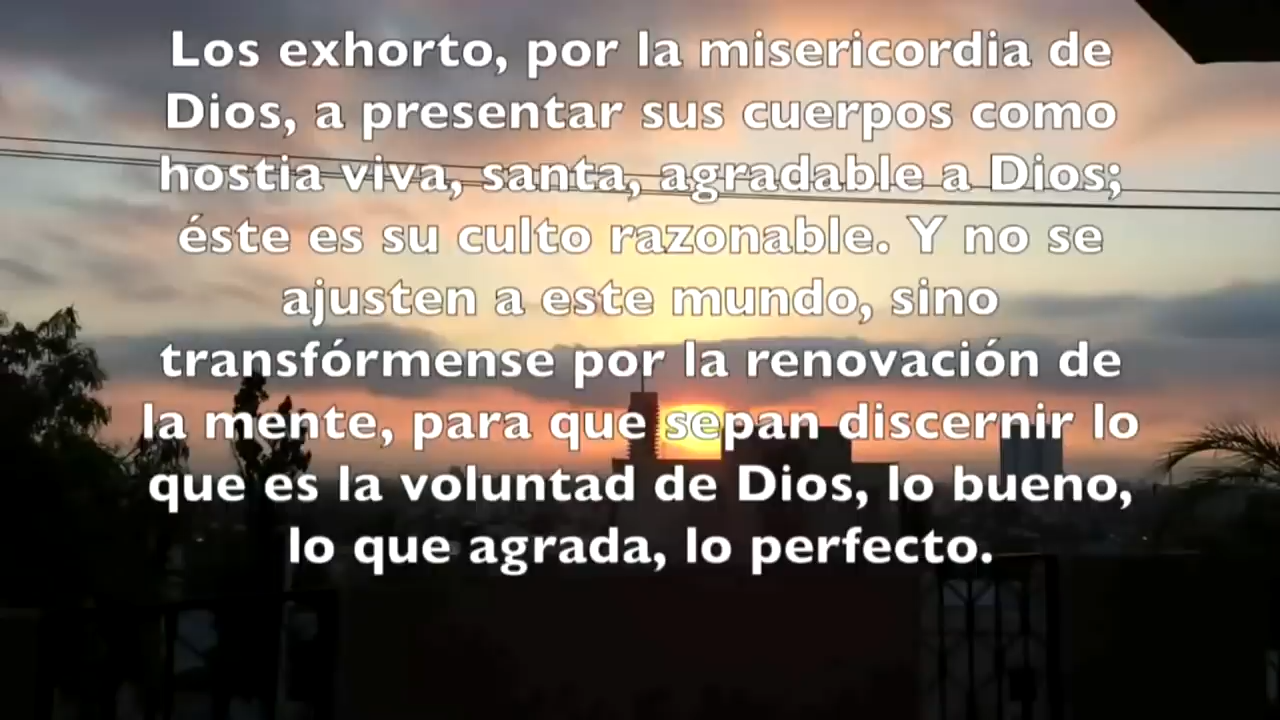 Los exhorto, por la misericordia de
Dios, a presentar sus cuerpos como
hostia viva, santa, agradable a Dios;
éste es su culto razonable. Y no se
ajusten a este mundo, sino
transfórmense por la renovación de
la mente, para que sepan discernir lo
que es la voluntad de Dios, lo bueno,
lo que agrada, lo perfecto.